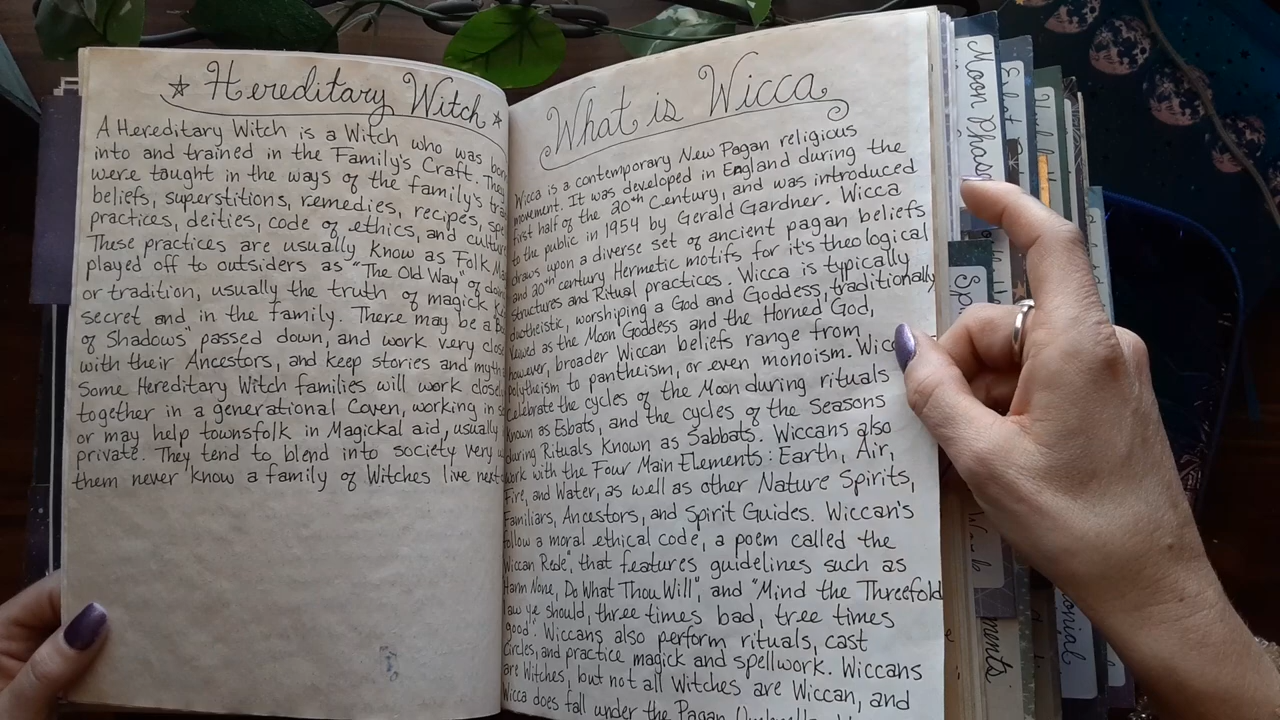 Hereditary Witch
A Hereditary Witch is a Witch who was born
into and trained in the Family's Craft. They
were taught in the ways of the family's
beliefs, superstitions, remedies, recipes,
practices, deities, code of ethics, and
These practices are usually know as Folk
played off to outsiders as "The Old Way" of
or tradition, usually the truth of magick
secret and in the family. There may be a
of Shadows" passed down, and work very
with their Ancestors, and keep stories and
Some Hereditary Witch families will work
together in a generational Coven, working in
or may help townsfolk in Magickal aid, usually
private. They tend to blend into society very
them never know a family of Witches live
What is Wicca
Wicca is a contemporary New Pagan religious
movement. It was developed in England during the
first half of the 20th Century, and was introduced
to the public in 1954 by Gerald Gardner. Wicca
draws upon a diverse set of ancient pagan beliefs
and 20th century Hermetic motifs for it's theological
structures and Ritual practices. Wicca is typically
duotheistic, worshiping a God and Goddess, traditionally
viewed as the Moon Goddess and the Horned God,
however, broader Wiccan beliefs range from
polytheism to pantheism, or even monoism.
Celebrate the cycles of the Moon during rituals
Known as Esbats, and the cycles of the Seasons
during Rituals Known as Sabbats. Wiccans also
work with the Four Main Elements: Earth, Air,
Fire, and Water, as well as other Nature Spirits,
Familiars, Ancestors, and Spirit Guides. Wiccan's
follow a moral ethical code, a poem called the
Wiccan Rede", that features guidelines such as
Harm None, Do What Thou Will", and "Mind the Threefold
law ye should, three times bad, tree times
good". Wiccans also perform rituals, cast
Circles, and practice magick and spellwork. Wiccans
are Witches, but not all Witches are Wiccan, and
Wicca does fall under the Pagan
Moon